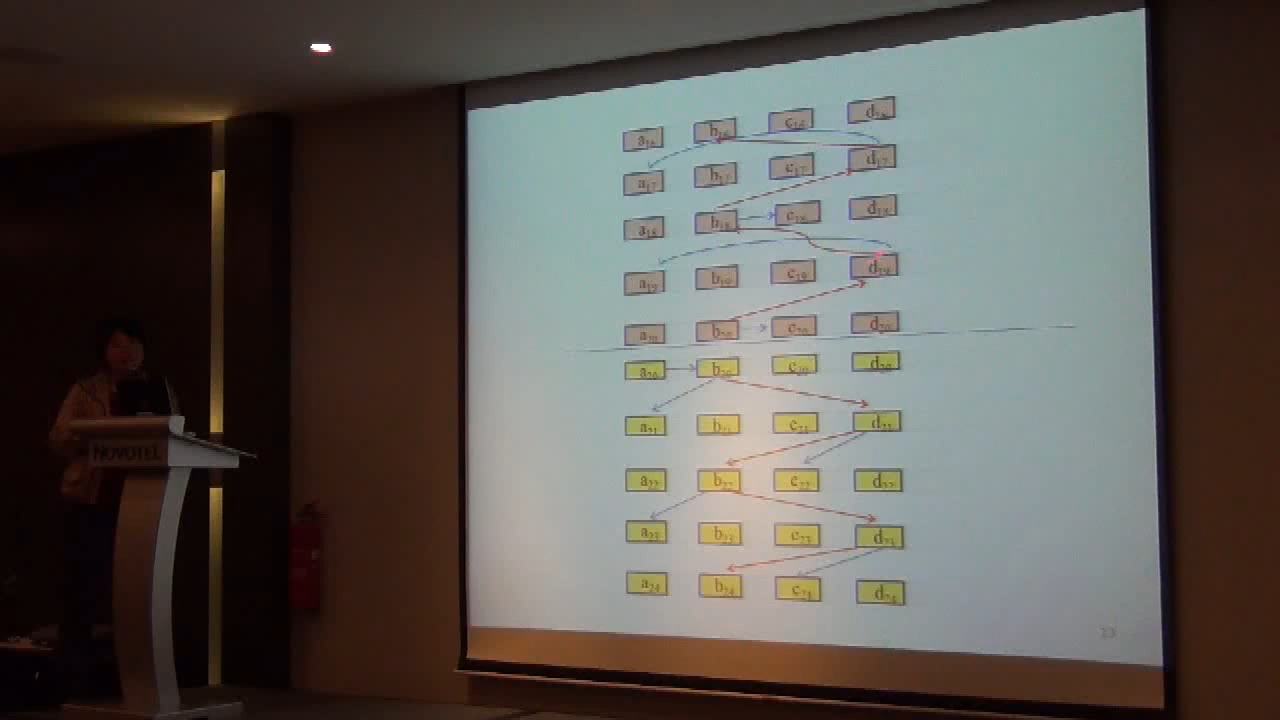 a16 b16 c16 d16
a17 b17 c17 d17
a18 b18 c18 d18
a19 b19 c19 d19
a20 b20 c20 d20
a20 b20 c20 d20
a21 b21 c21 d21
a22 b22 c22 d22
a23 b23 c23 d23
a24 b24 c24 d24
NOVOTEL